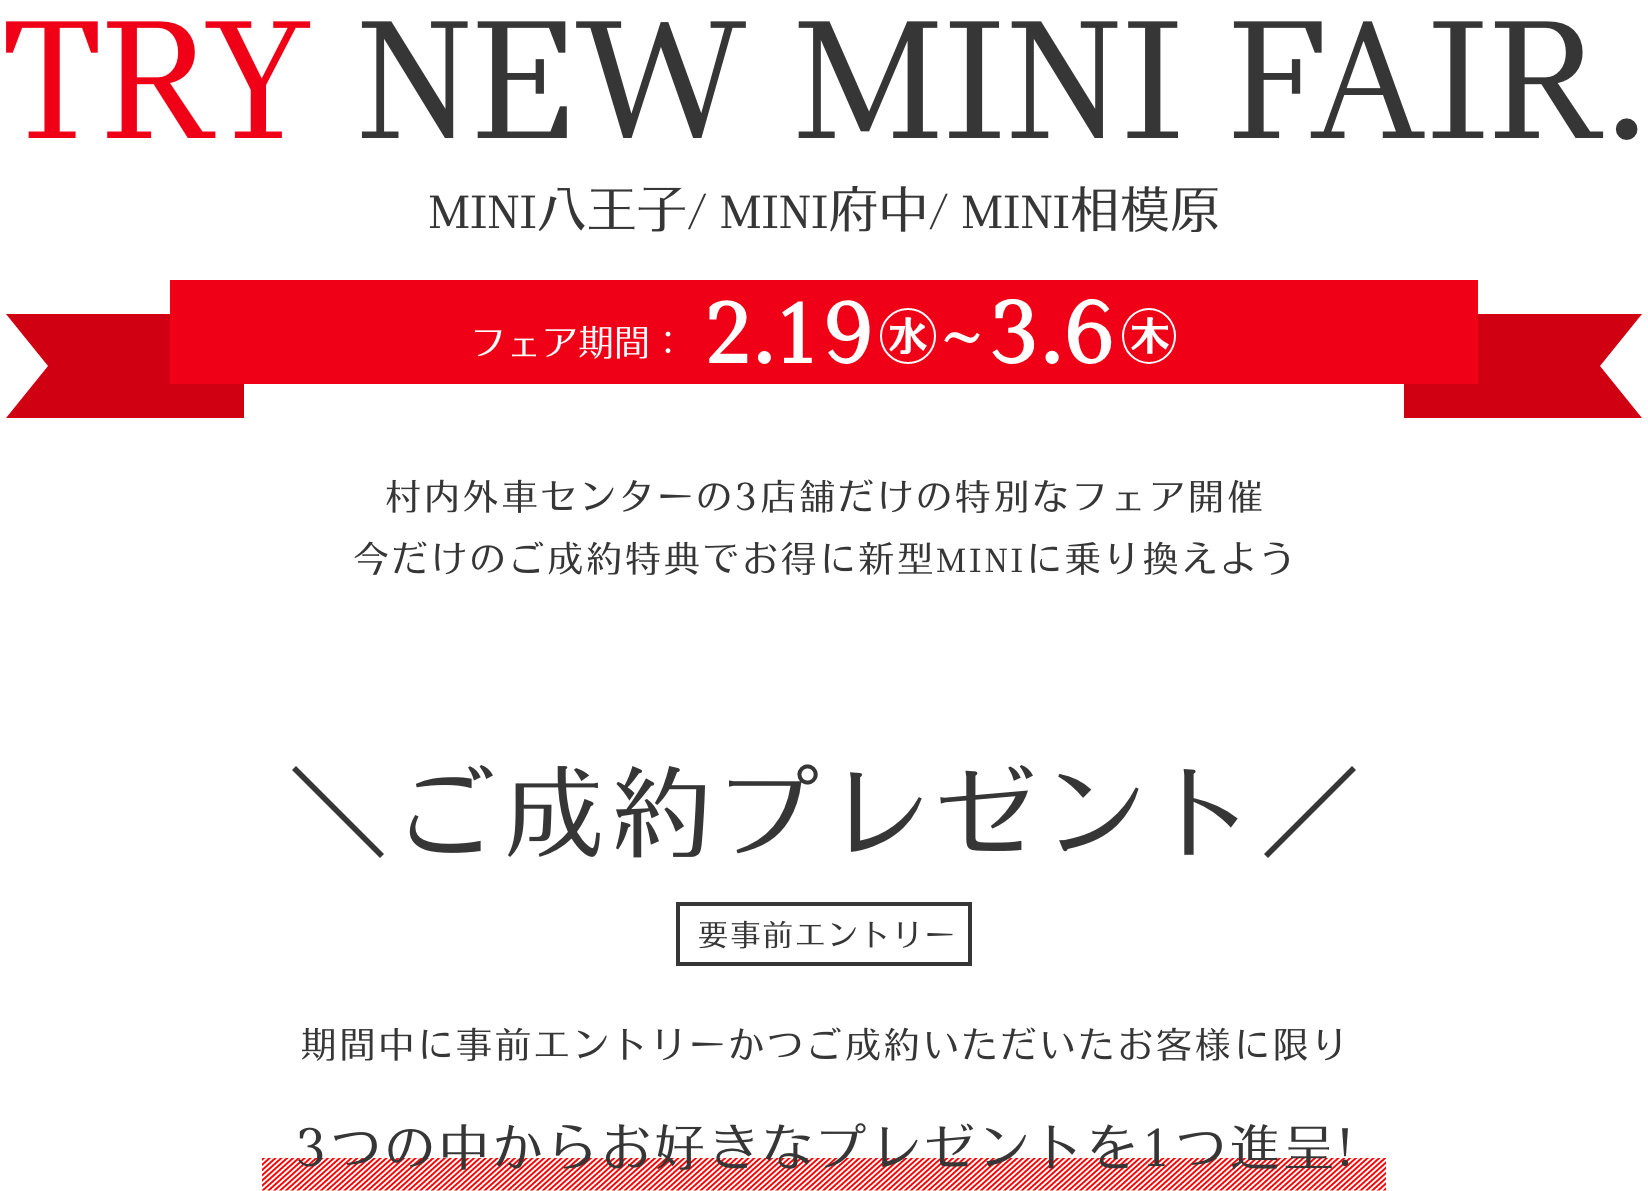 TRY NEW MINI FAIR.
MINI八王子/ MINI府中/ MINI相模原
フェア期間： 2.19㊌~3.6㊍
村内外車センターの3店舗だけの特別なフェア開催
今だけのご成約特典でお得に新型MINIに乗り換えよう
＼ご成約プレゼント／
要事前エントリー
期間中に事前エントリーかつご成約いただいたお客様に限り
3つの中からお好きなプレゼントを1つ進呈!